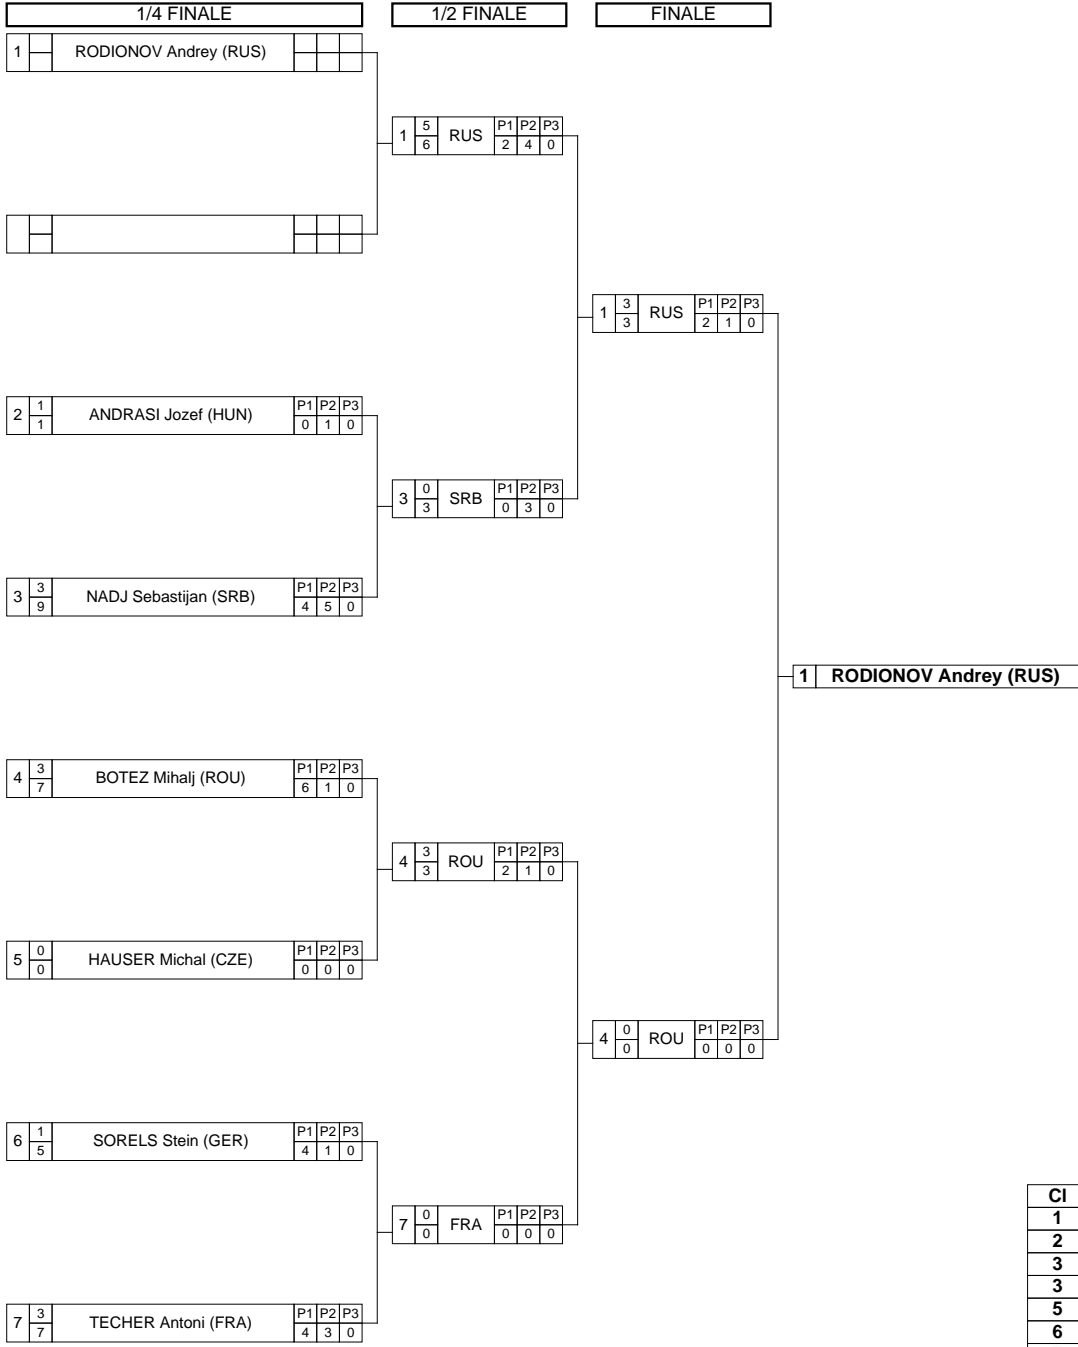 1/4 FINALE 1/2 FINALE FINALE
1 RODIONOV Andrey (RUS)
5 P1 P2 P3
1 RUS
6 2 4 0
3 P1 P2 P3
1 RUS
3 2 1 0
1 P1 P2 P3
2 ANDRASI Jozef (HUN)
1 0 1 0
0 P1 P2 P3
3 SRB
3 0 3 0
3 P1 P2 P3
3 NADJ Sebastijan (SRB)
9 4 5 0
1 RODIONOV Andrey (RUS)
3 P1 P2 P3
4 BOTEZ Mihalj (ROU)
7 6 1 0
3 P1 P2 P3
4 ROU
3 2 1 0
0 P1 P2 P3
5 HAUSER Michal (CZE)
0 0 0 0
0 P1 P2 P3
4 ROU
0 0 0 0
1 P1 P2 P3
6 SORELS Stein (GER)
5 4 1 0
0 P1 P2 P3
7 FRA
0 0 0 0
3 P1 P2 P3
7 TECHER Antoni (FRA)
7 4 3 0
Cl
1
2
3
3
5
6